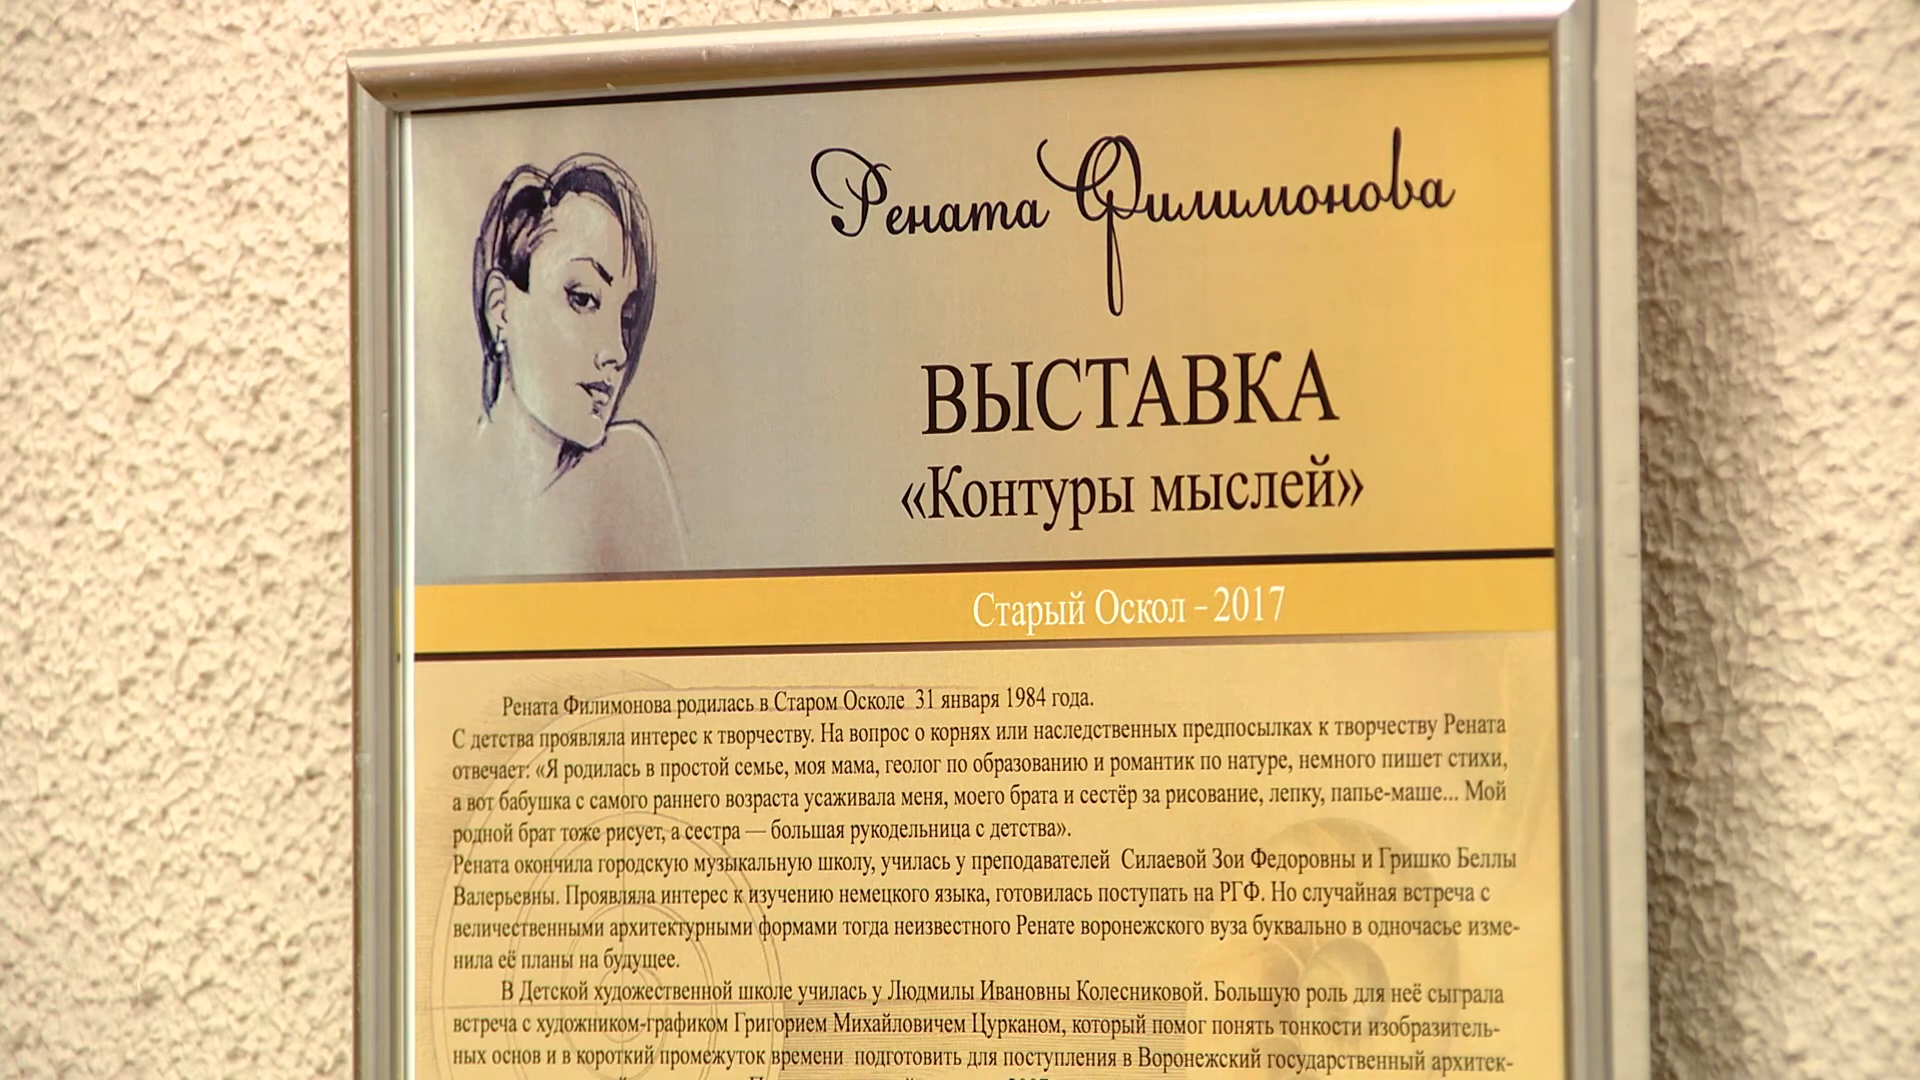 Рената Филимонова
ВЫСТАВКА
«Контуры мыслей»
Старый Оскол - 2017
Рената Филимонова родилась в Старом Осколе 31 января 1984 года.
С детства проявляла интерес к творчеству. На вопрос о корнях или наследственных предпосылках к творчеству Рената
отвечает: «Я родилась в простой семье, моя мама, геолог по образованию и романтик по натуре, немного пишет стихи,
а вот бабушка с самого раннего возраста усаживала меня, моего брата и сестёр за рисование, лепку, папье-маше... Мой
родной брат тоже рисует, а сестра — большая рукодельница с детства».
Рената окончила городскую музыкальную школу, училась у преподавателей Силаевой Зои Федоровны и Гришко Беллы
Валерьевны. Проявляла интерес к изучению немецкого языка, готовилась поступать на РГФ. Но случайная встреча с
величественными архитектурными формами тогда неизвестного Ренате воронежского вуза буквально в одночасье изме-
нила её планы на будущее.
В Детской художественной школе училась у Людмилы Ивановны Колесниковой. Большую роль для неё сыграла
встреча с художником-графиком Григорием Михайловичем Цурканом, который помог понять тонкости изобразитель-
ных основ и в короткий промежуток времени подготовить для поступления в Воронежский государственный архитек-